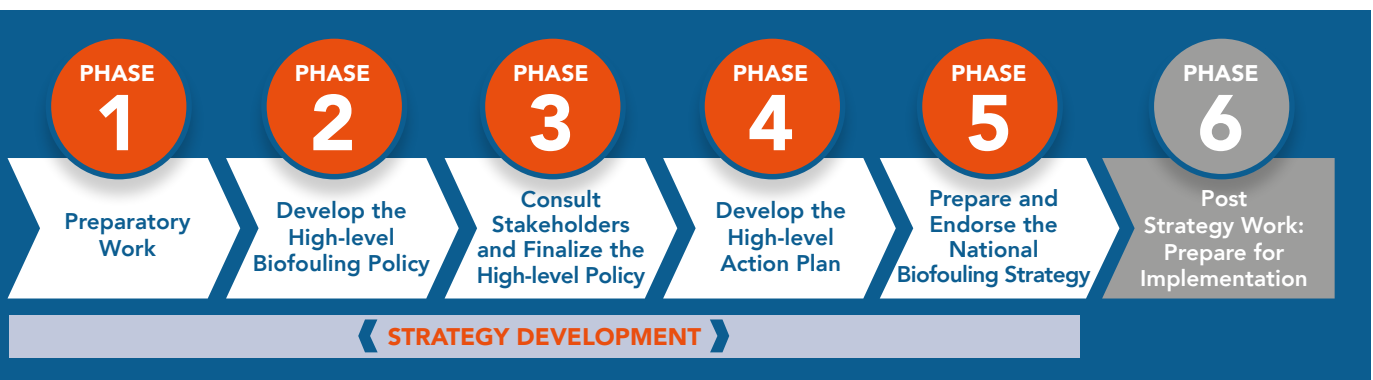 PHASE
1
Preparatory
Work
PHASE
2
Develop the
High-level
Biofouling Policy
PHASE
3
Consult
Stakeholders
and Finalize the
High-level Policy
PHASE
4
Develop the
High-level
Action Plan
PHASE
5
Prepare and
Endorse the
National
Biofouling Strategy
PHASE
6
Post
Strategy Work:
Prepare for
Implementation
STRATEGY DEVELOPMENT